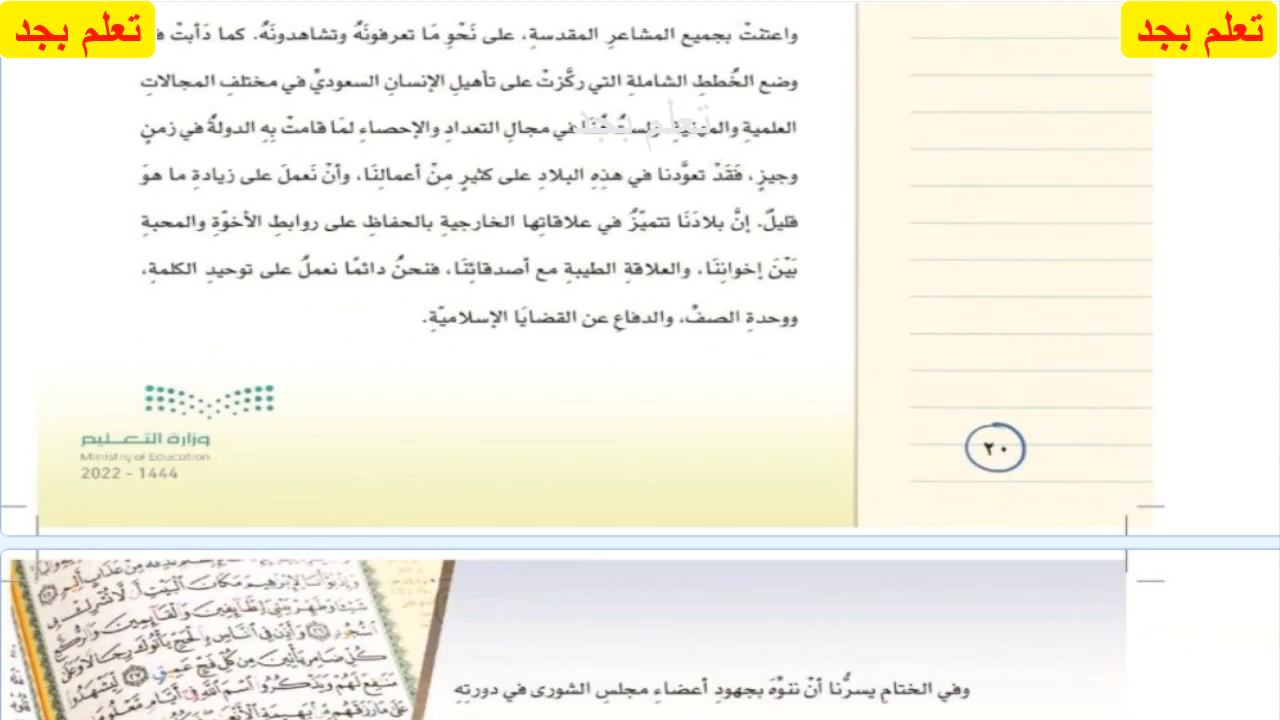 تعلم بجد
تعلم بجد
واعتنتْ بجميع المشاعرِ المقدسةِ، على نَحْوِ مَا تعرفونَهُ وتشاهدونَهُ. كما دَأبتْ
وضع الخُططِ الشاملةِ التي ركَّزتْ على تأهيلِ الإنسانِ السعوديِّ في مختلفِ المجالاتِ
العلميةِ في مجالِ التعدادِ والإحصاءِ لمَا قامتْ بِهِ الدولةُ في زمنٍ
تعلم بجد
وجيزٍ، فَقَدْ تعوَّدنا في هذِهِ البلادِ على كثيرٍ مِنْ أعمالِنَا، وأنْ نَعملَ على زيادةِ ما هوَ
قليلٌ. إنَّ بلادَنَا تتميّزُ في علاقاتِها الخارجيةِ بالحفاظِ على روابطِ الأخوّةِ والمحبةِ
بَيْنَ إخوانِنَا، والعلاقةِ الطيبةِ مع أصدقائِنَا، فنحنُ دائمًا نعملُ على توحيدِ الكلمةِ،
ووحدةِ الصفِّ، والدفاعِ عن القضايَا الإسلاميّةِ.
وزارة التعليم
Ministry of Education
2022 - 1444
٢٠
وفي الختامِ يسرُّنا أنْ ننوّهَ بجهودِ أعضاءِ مجلسِ الشورى في دورتِهِ